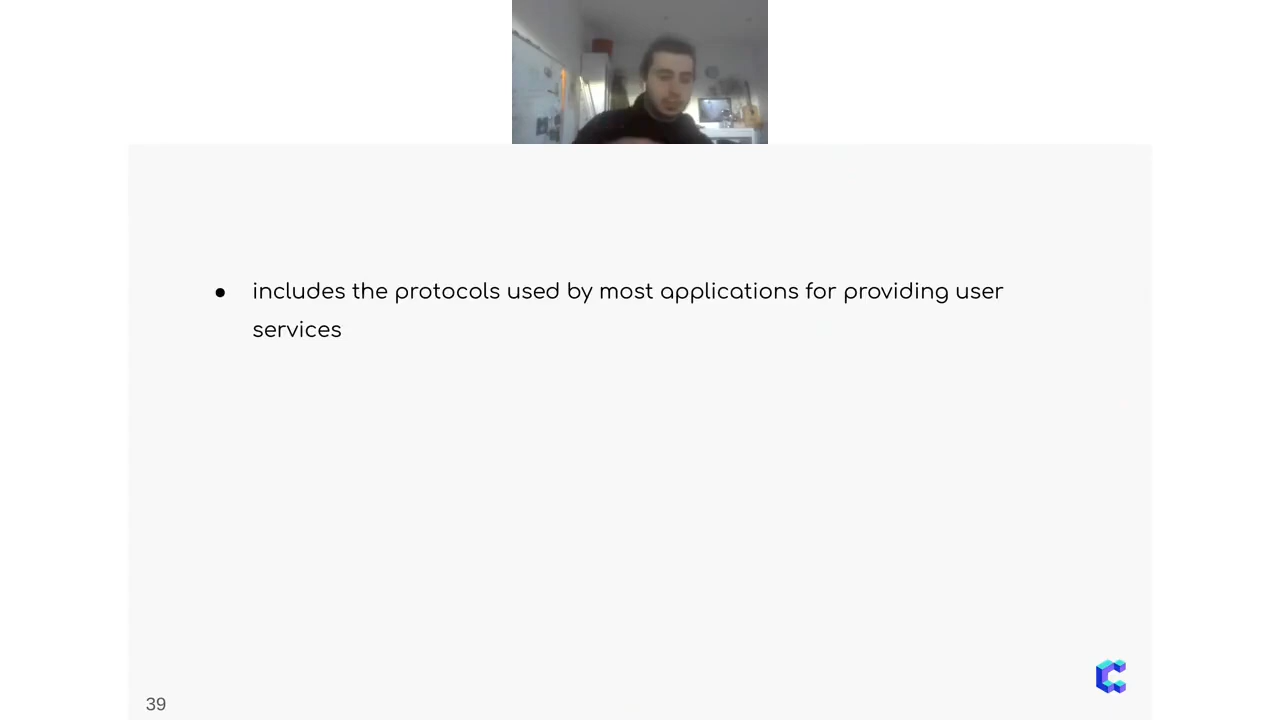 ● includes the protocols used by most applications for providing user
services
39